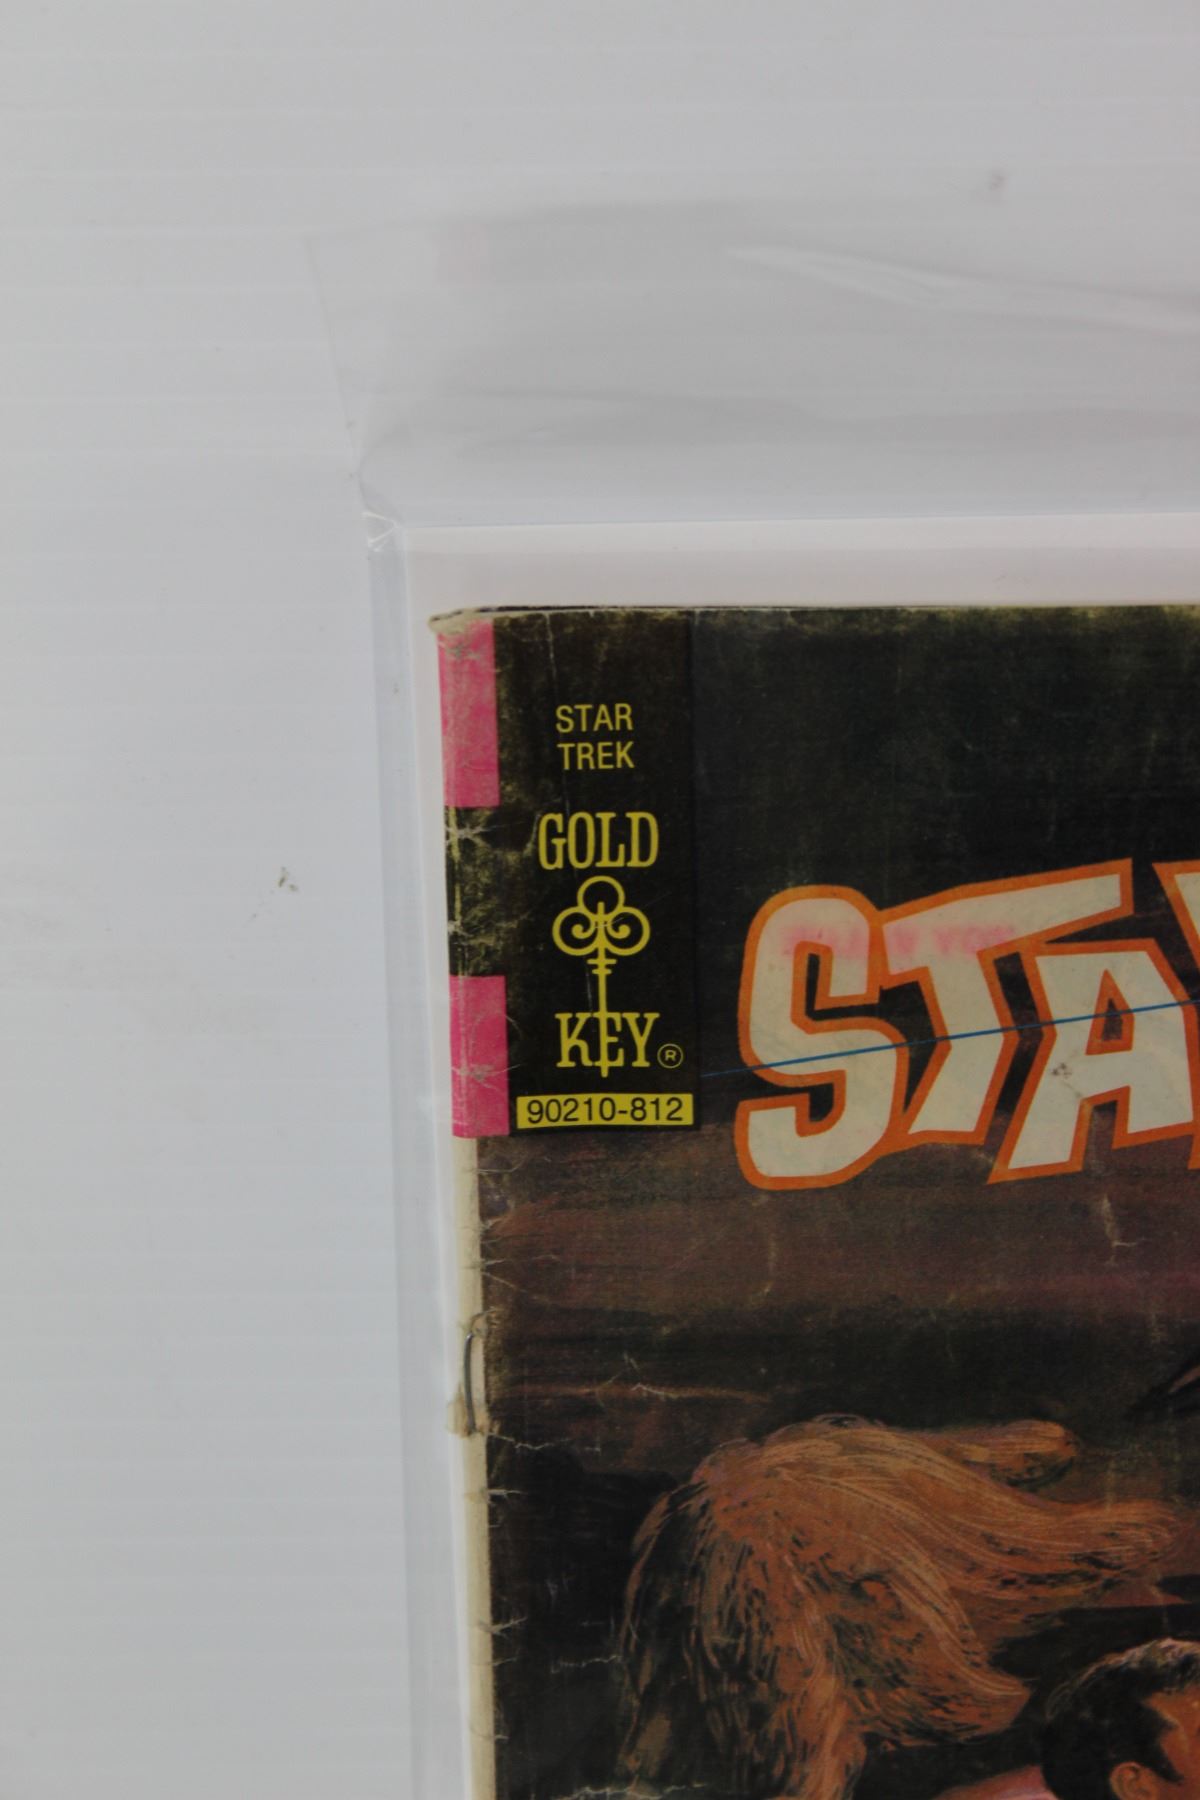 STAR
TREK
GOLD
KEY®
90210-812
STA